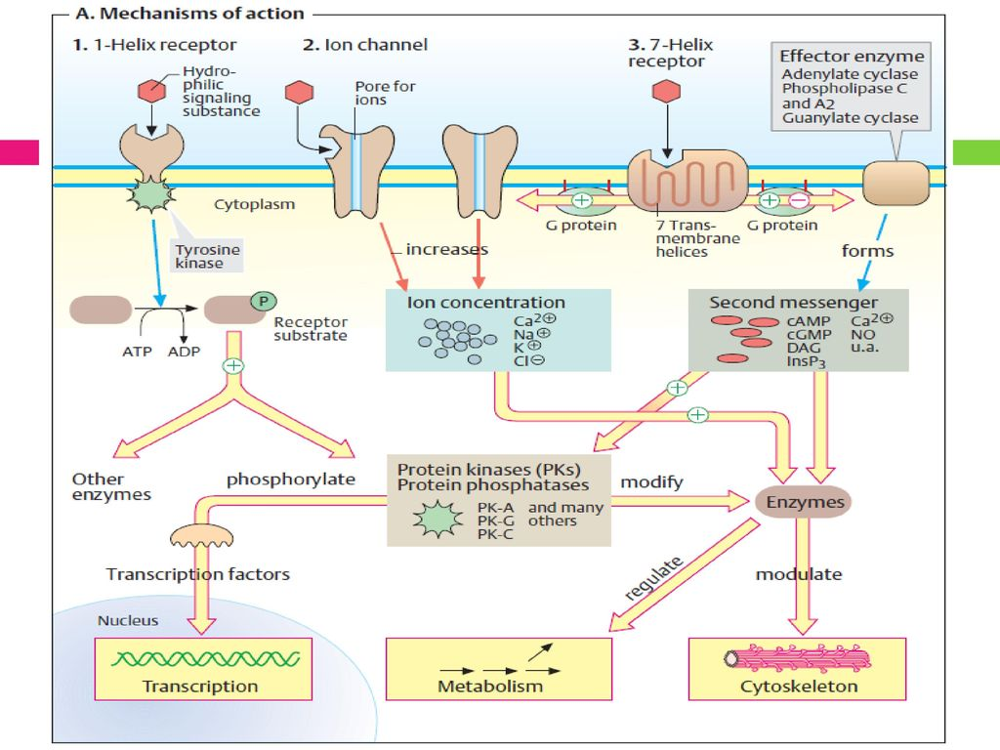 A. Mechanisms of action
1. 1-Helix receptor
Hydro-
philic
signaling
substance
2. Ion channel
Pore for
ions
3. 7-Helix
receptor
Effector enzyme
Adenylate cyclase
Phospholipase C
and A2
Guanylate cyclase
Cytoplasm
Tyrosine
kinase
G protein
+
7 Trans-
membrane
helices
G protein
+ −
increases
forms
ATP ADP
P
Receptor
substrate
+
Ion concentration
Ca2⊕
Na⊕
K⊕
Cl⊖
Second messenger
cAMP Ca2⊕
cGMP NO
DAG u.a.
InsP3
+
+
Other
enzymes
phosphorylate
Protein kinases (PKs)
Protein phosphatases
PK-A and many
PK-G others
PK-C
modify
Enzymes
Transcription factors
regulate
modulate
Nucleus
Transcription
Metabolism
Cytoskeleton